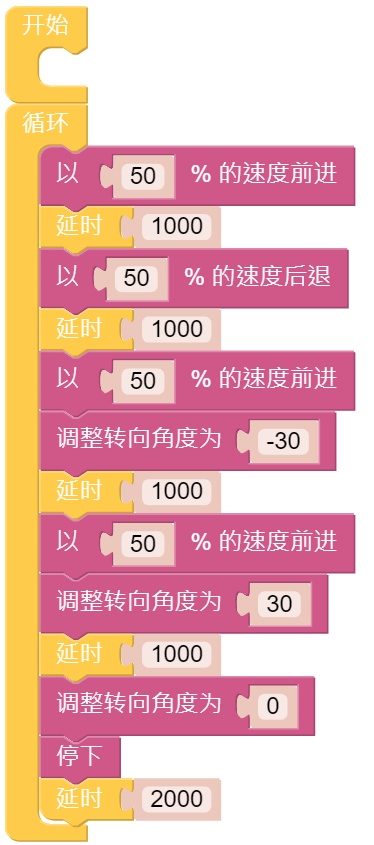 开始
循环
以 50 % 的速度前进
延时 1000
以 50 % 的速度后退
延时 1000
以 50 % 的速度前进
调整转向角度为 -30
延时 1000
以 50 % 的速度前进
调整转向角度为 30
延时 1000
调整转向角度为 0
停下
延时 2000